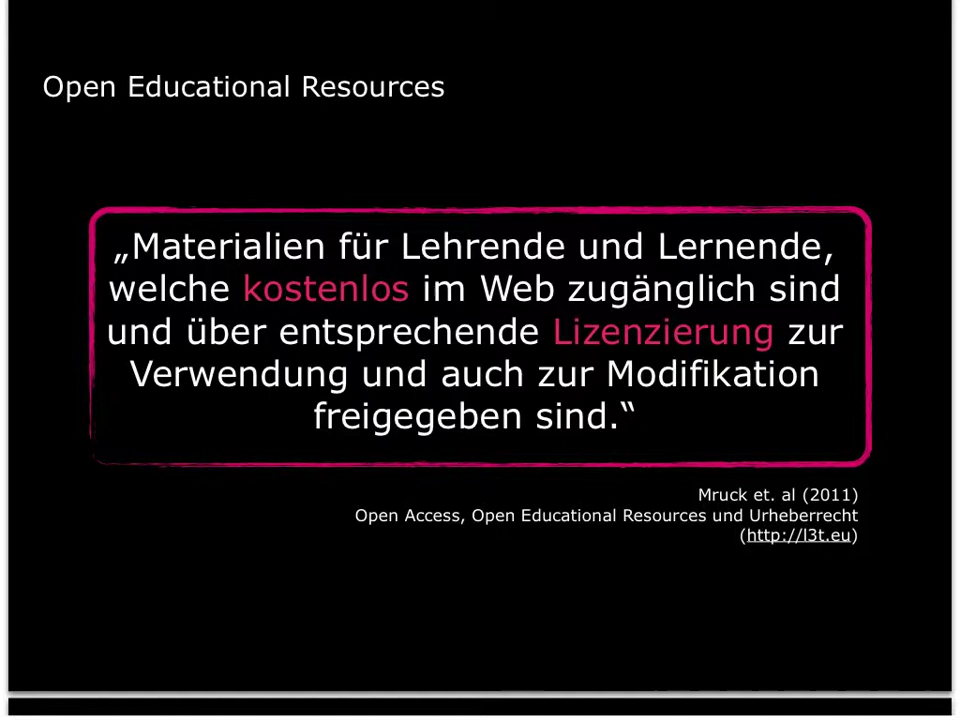 Open Educational Resources
„Materialien für Lehrende und Lernende,
welche kostenlos im Web zugänglich sind
und über entsprechende Lizenzierung zur
Verwendung und auch zur Modifikation
freigegeben sind.“
Mruck et. al (2011)
Open Access, Open Educational Resources und Urheberrecht
(http://l3t.eu)